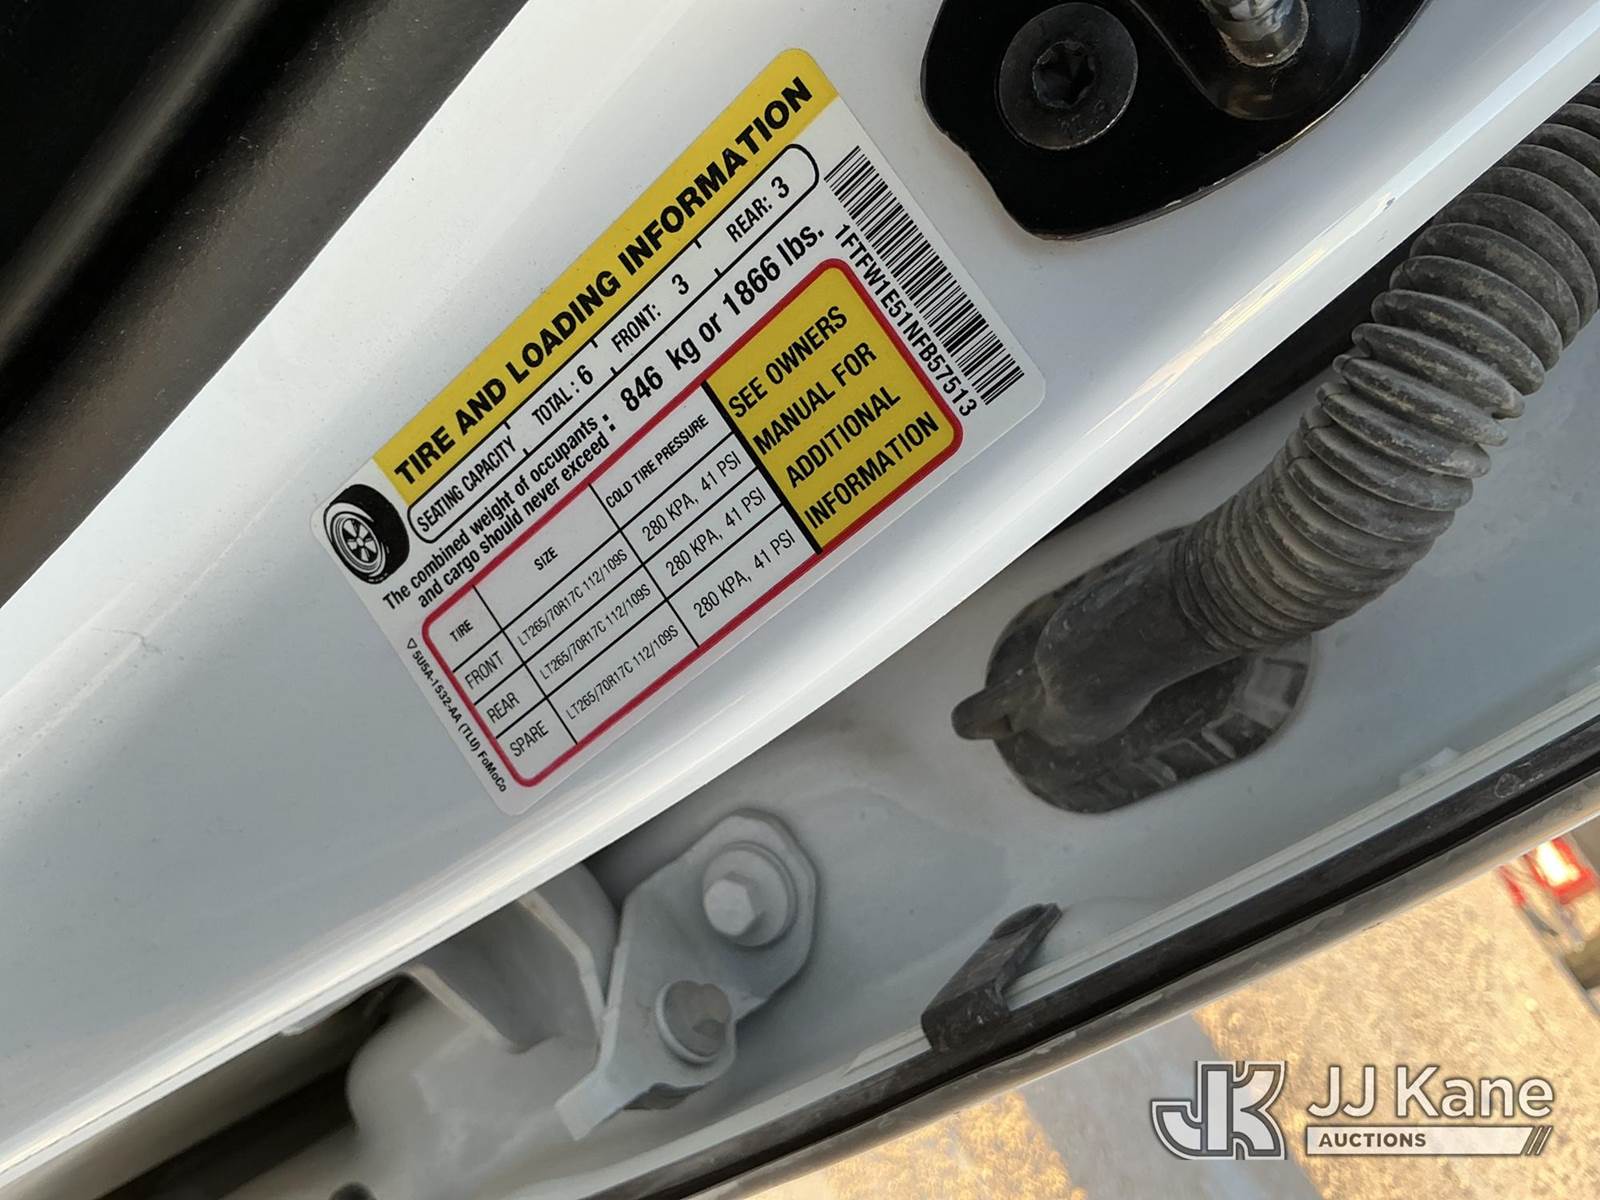 TIRE AND LOADING INFORMATION
SEATING CAPACITY, TOTAL: 6, FRONT: 3, REAR: 3
The combined weight of occupants and cargo should never exceed: 846 kg or 1866 lbs.
TIRE SIZE COLD TIRE PRESSURE
FRONT LT265/70R17C 112/109S 280 KPA, 41 PSI
REAR LT265/70R17C 112/109S 280 KPA, 41 PSI
SPARE LT265/70R17C 112/109S 280 KPA, 41 PSI
SEE OWNERS
MANUAL FOR
ADDITIONAL
INFORMATION
1FTFW1E51NFB57513
5U5A-1532-AA (TLU) FoMoCo
JK JJ Kane
AUCTIONS